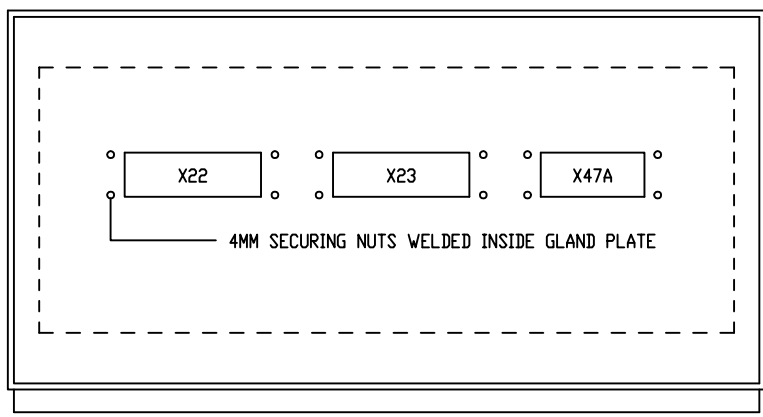 X22 X23 X47A
4MM SECURING NUTS WELDED INSIDE GLAND PLATE